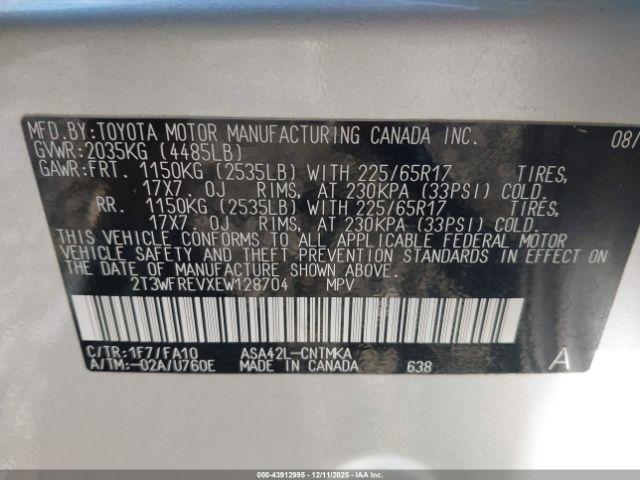 MFD.BY:TOYOTA MOTOR MANUFACTURING CANADA INC. 08/
GVWR:2035KG (4485LB)
GAWR:FRT. 1150KG (2535LB) WITH 225/65R17 TIRES,
17X7. 0J RIMS, AT 230KPA (33PSI) COLD.
RR. 1150KG (2535LB) WITH 225/65R17 TIRES,
17X7. 0J RIMS, AT 230KPA (33PSI) COLD.
THIS VEHICLE CONFORMS TO ALL APPLICABLE FEDERAL MOTOR
VEHICLE SAFETY AND THEFT PREVENTION STANDARDS IN EFFECT ON
THE DATE OF MANUFACTURE SHOWN ABOVE.
2T3WFREVXEW128704 MPV
C/TR:1F7/FA10 ASA42L-CNTMKA
A/TM:-02A/U760E MADE IN CANADA 638 A
000-43912995 - 12/11/2025 - IAAI.ca